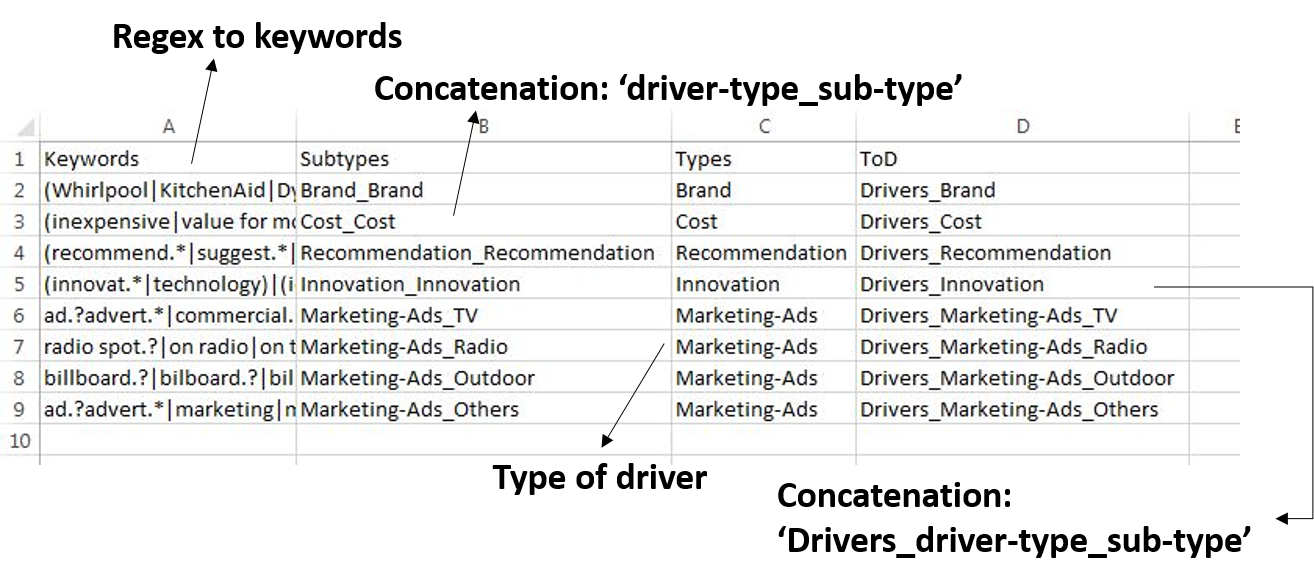 Regex to keywords
Concatenation: ‘driver-type_sub-type’
A B C D E
1 Keywords Subtypes Types ToD
2 (Whirlpool|KitchenAid|Dy Brand_Brand Brand Drivers_Brand
3 (inexpensive|value for mo Cost_Cost Cost Drivers_Cost
4 (recommend.*|suggest.*| Recommendation_Recommendation Recommendation Drivers_Recommendation
5 (innovat.*|technology)|(i Innovation_Innovation Innovation Drivers_Innovation
6 ad.?advert.*|commercial. Marketing-Ads_TV Marketing-Ads Drivers_Marketing-Ads_TV
7 radio spot.?|on radio|on t Marketing-Ads_Radio Marketing-Ads Drivers_Marketing-Ads_Radio
8 billboard.?|bilboard.?|bil Marketing-Ads_Outdoor Marketing-Ads Drivers_Marketing-Ads_Outdoor
9 ad.?advert.*|marketing|m Marketing-Ads_Others Marketing-Ads Drivers_Marketing-Ads_Others
10
Type of driver
Concatenation:
‘Drivers_driver-type_sub-type’